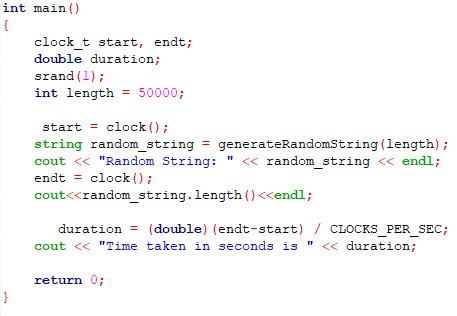 int main()
{
clock_t start, endt;
double duration;
srand(1);
int length = 50000;
start = clock();
string random_string = generateRandomString(length);
cout << "Random String: " << random_string << endl;
endt = clock();
cout<<random_string.length()<<endl;
duration = (double)(endt-start) / CLOCKS_PER_SEC;
cout << "Time taken in seconds is " << duration;
return 0;
}